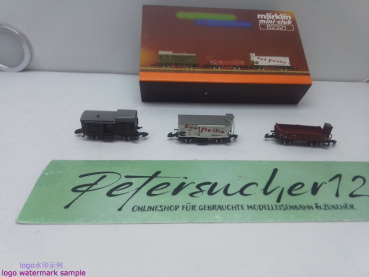 märklin
mini-club
82321
Petersucher12
ONLINESHOP FÜR GEBRAUCHTE MODELLEISENBAHN & ZUBEHÖR
logo水印示例
logo watermark sample